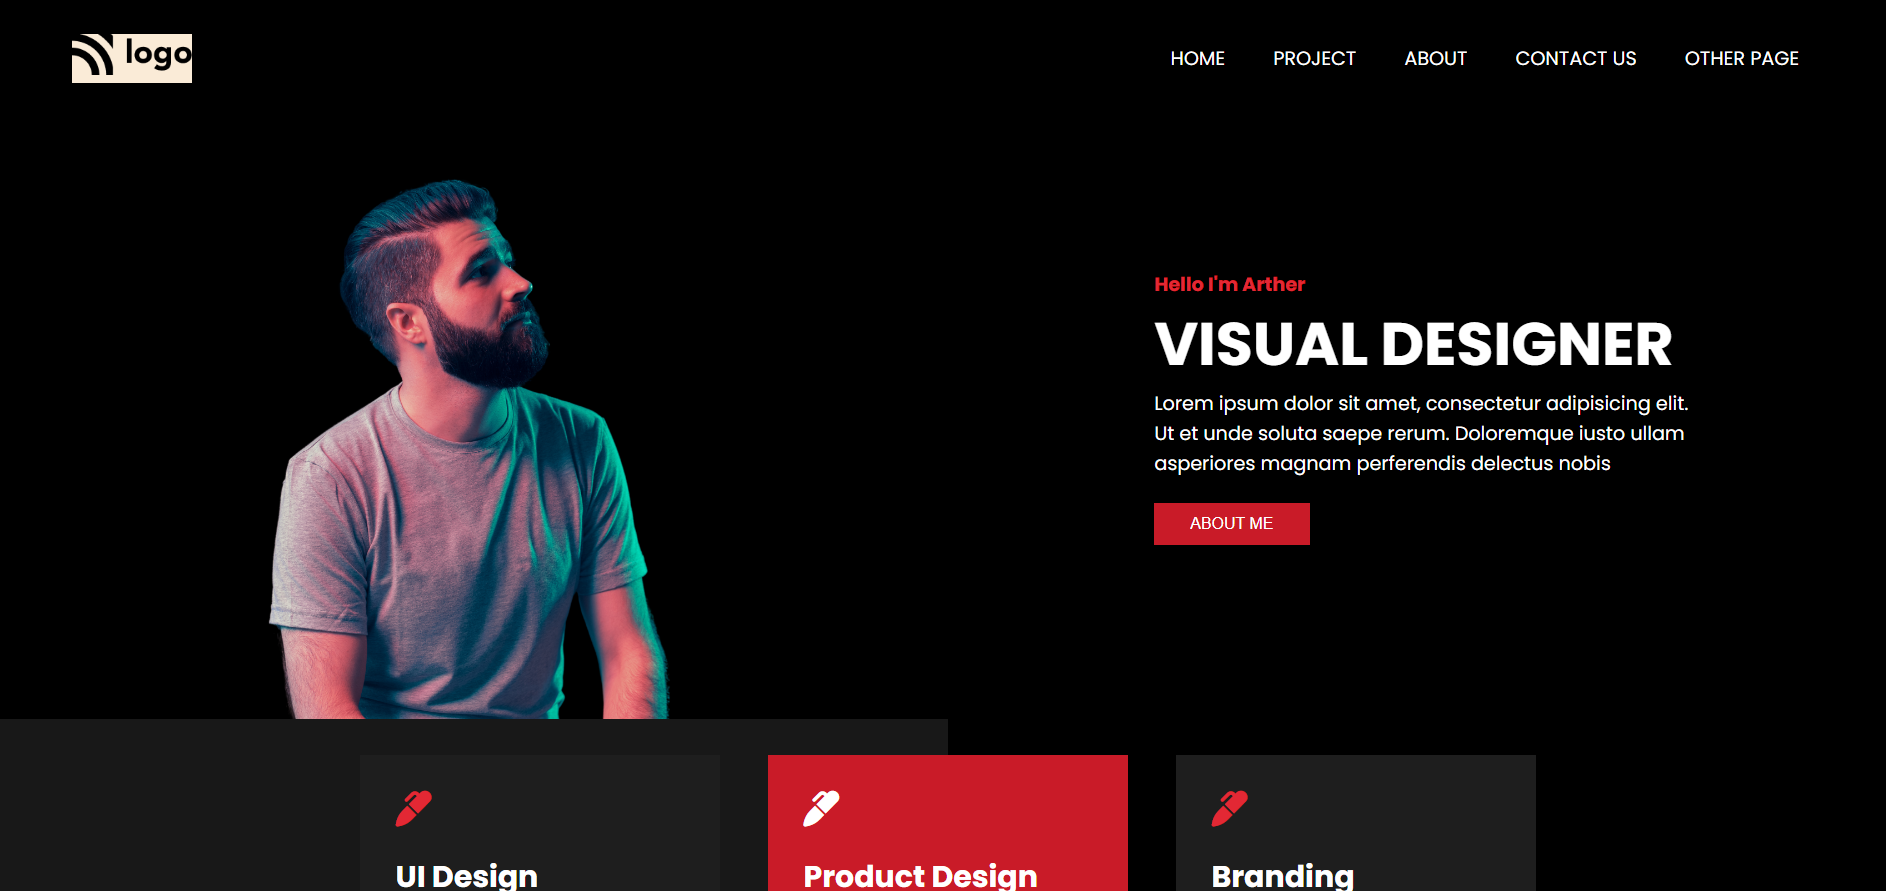 logo
HOME PROJECT ABOUT CONTACT US OTHER PAGE
Hello I'm Arther
VISUAL DESIGNER
Lorem ipsum dolor sit amet, consectetur adipisicing elit.
Ut et unde soluta saepe rerum. Doloremque iusto ullam
asperiores magnam perferendis delectus nobis
ABOUT ME
UI Design
Product Design
Branding